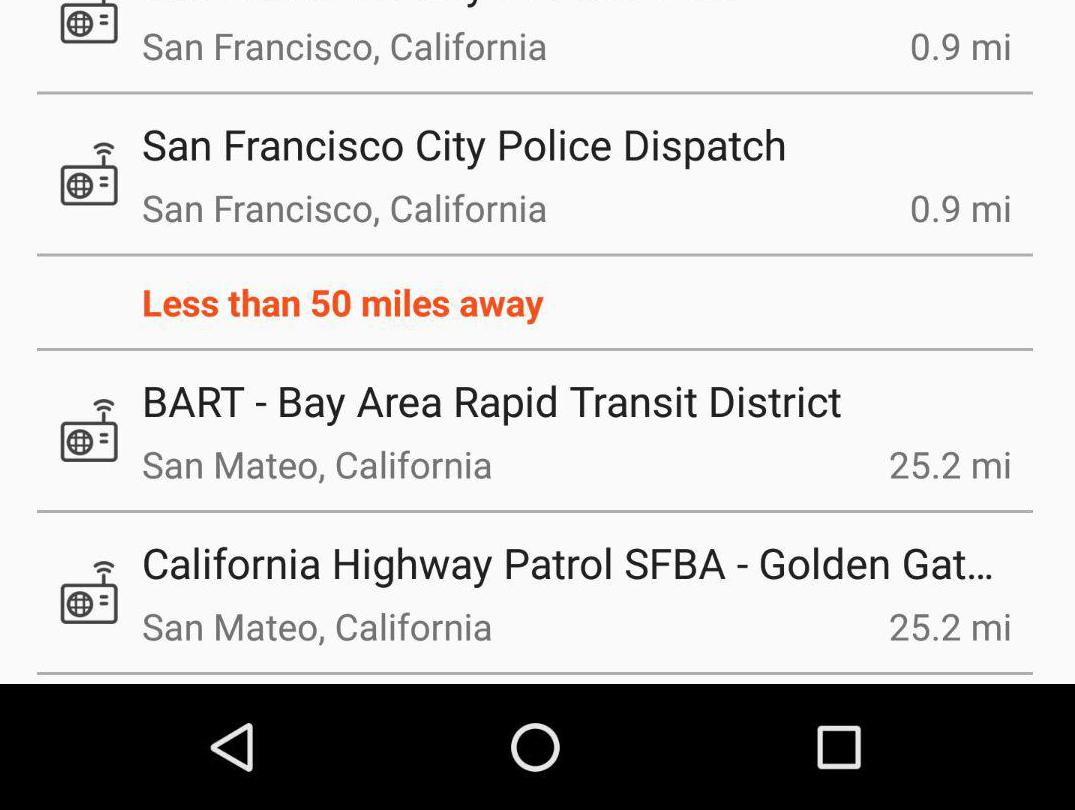 San Francisco, California 0.9 mi
San Francisco City Police Dispatch
San Francisco, California 0.9 mi
Less than 50 miles away
BART - Bay Area Rapid Transit District
San Mateo, California 25.2 mi
California Highway Patrol SFBA - Golden Gat...
San Mateo, California 25.2 mi